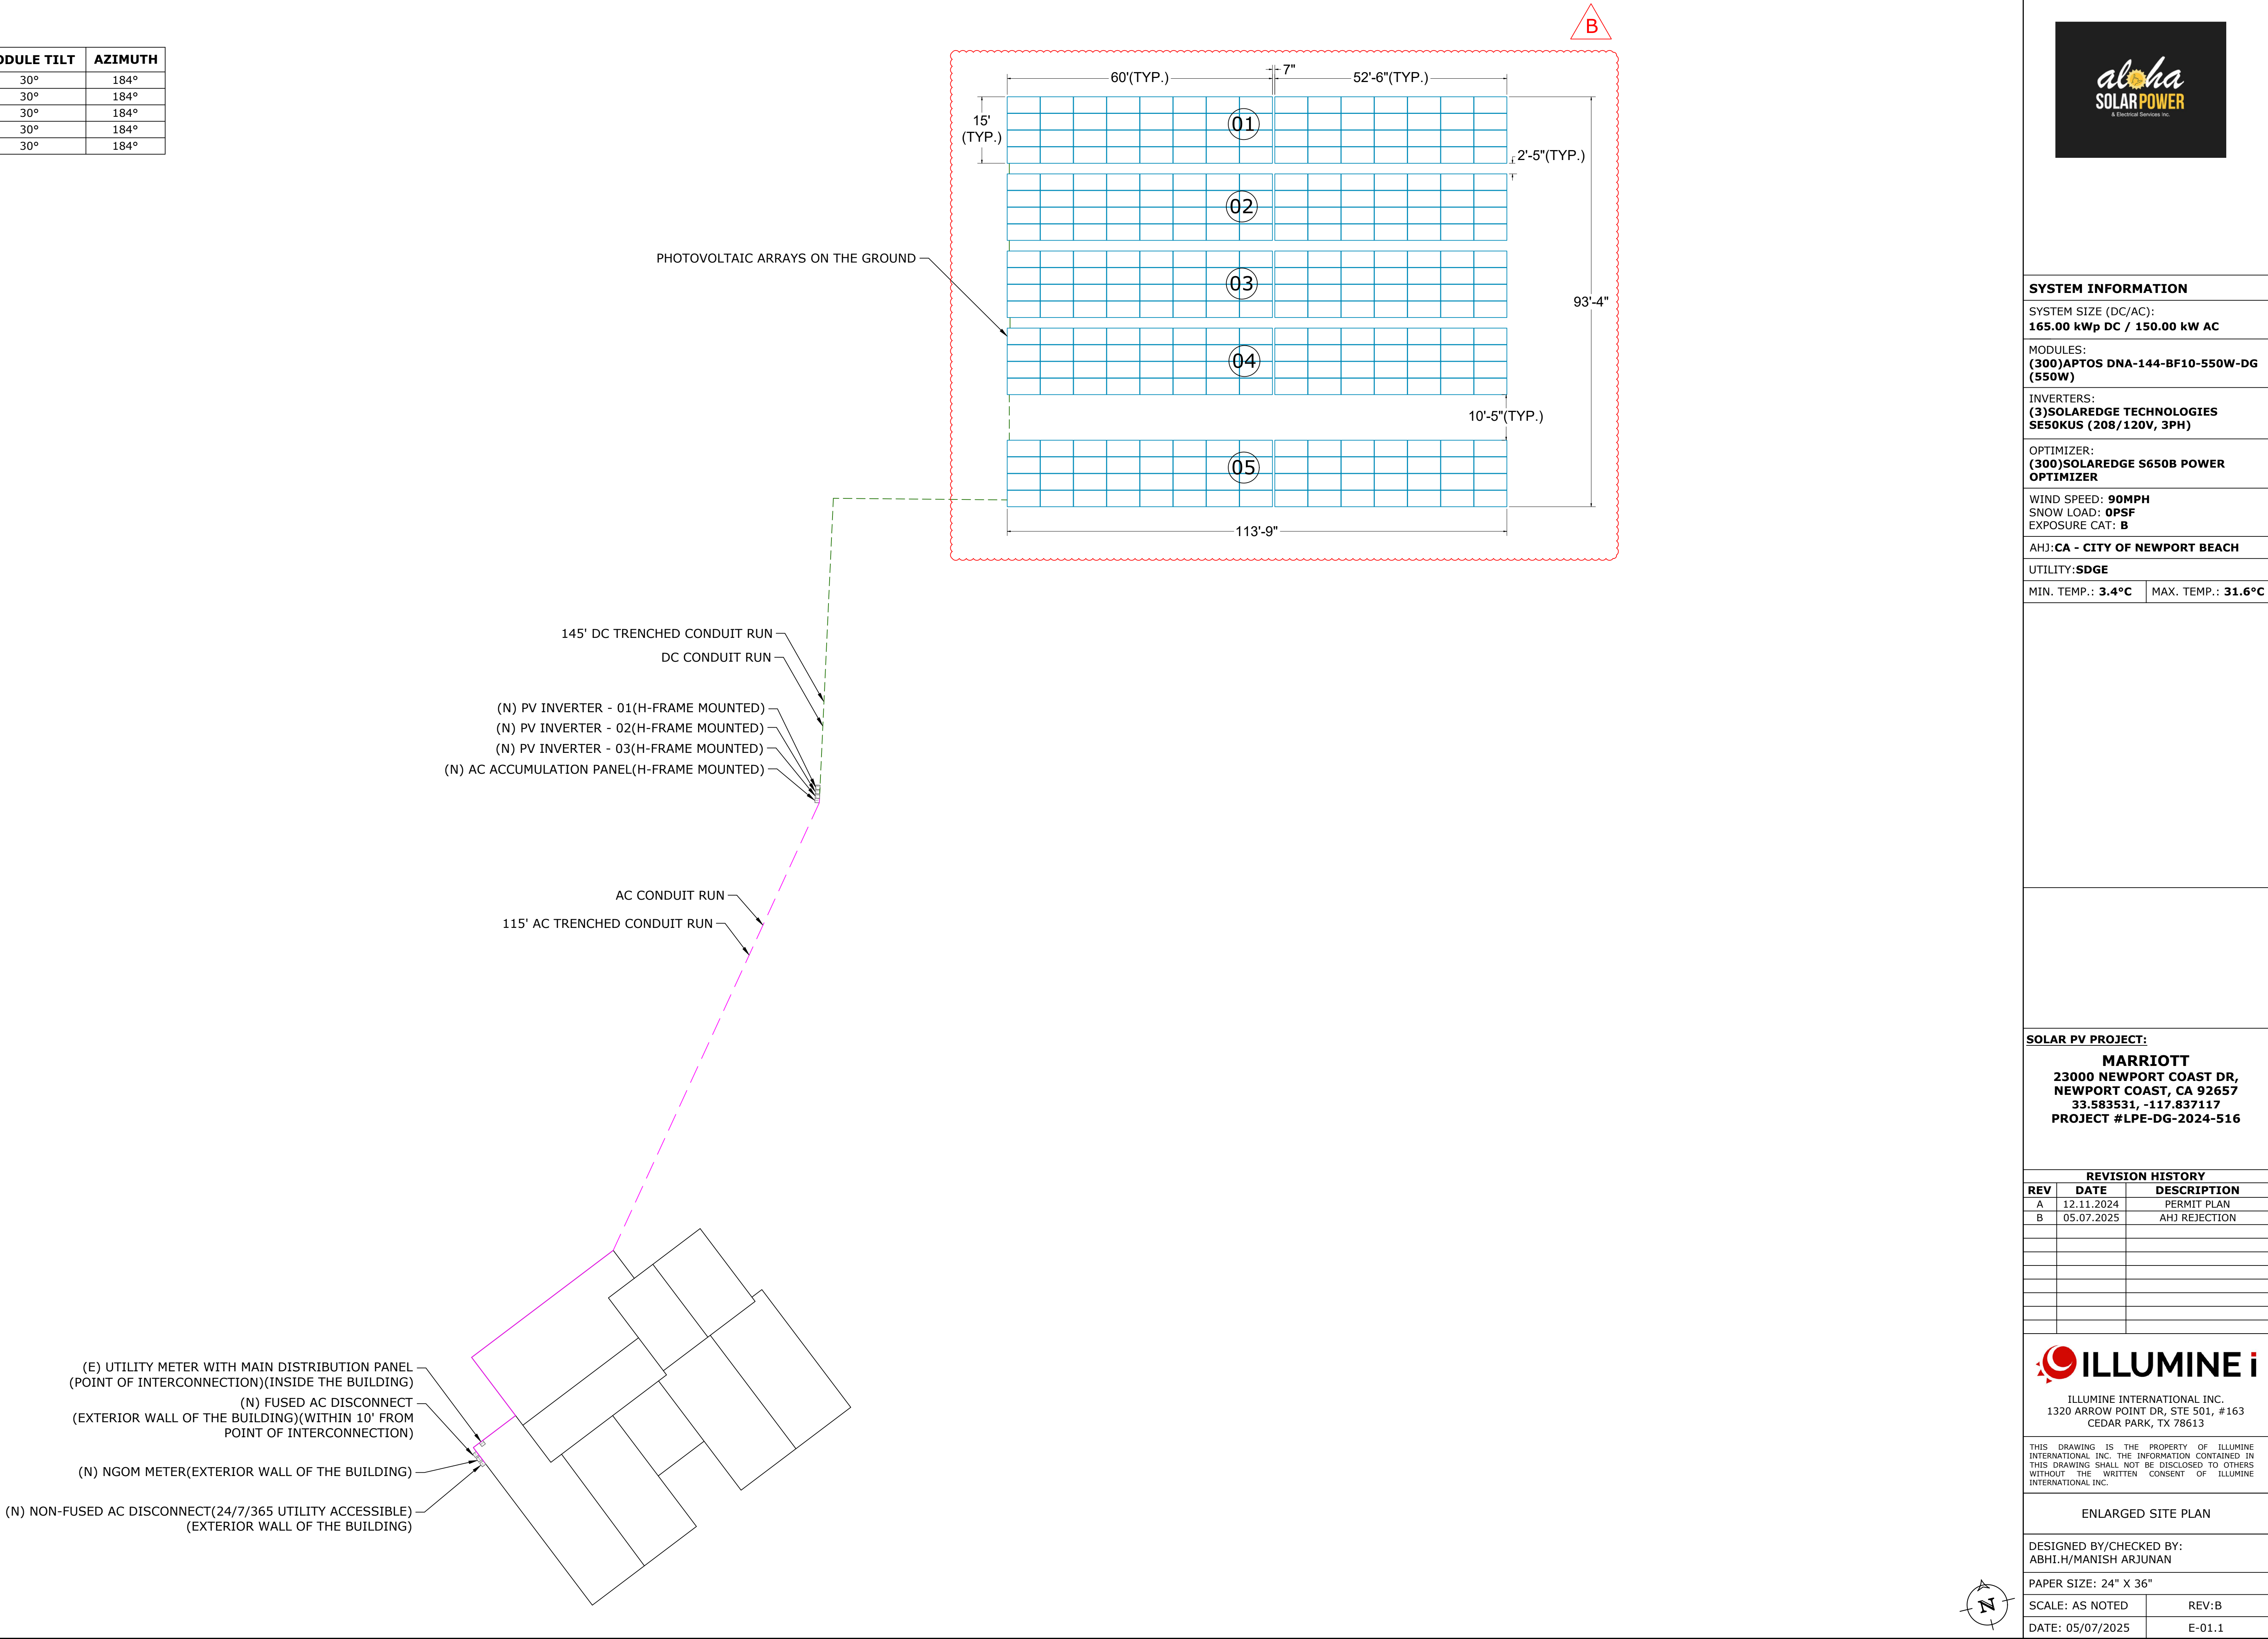 ODULE TILT AZIMUTH
30° 184°
30° 184°
30° 184°
30° 184°
30° 184°
B
60'(TYP.)
7"
52'-6"(TYP.)
15'
(TYP.)
01
2'-5"(TYP.)
02
PHOTOVOLTAIC ARRAYS ON THE GROUND
03
93'-4"
04
10'-5"(TYP.)
05
113'-9"
145' DC TRENCHED CONDUIT RUN
DC CONDUIT RUN
(N) PV INVERTER - 01(H-FRAME MOUNTED)
(N) PV INVERTER - 02(H-FRAME MOUNTED)
(N) PV INVERTER - 03(H-FRAME MOUNTED)
(N) AC ACCUMULATION PANEL(H-FRAME MOUNTED)
AC CONDUIT RUN
115' AC TRENCHED CONDUIT RUN
(E) UTILITY METER WITH MAIN DISTRIBUTION PANEL
(POINT OF INTERCONNECTION)(INSIDE THE BUILDING)
(N) FUSED AC DISCONNECT
(EXTERIOR WALL OF THE BUILDING)(WITHIN 10' FROM
POINT OF INTERCONNECTION)
(N) NGOM METER(EXTERIOR WALL OF THE BUILDING)
(N) NON-FUSED AC DISCONNECT(24/7/365 UTILITY ACCESSIBLE)
(EXTERIOR WALL OF THE BUILDING)
N
aloha
SOLARPOWER
& Electrical Services inc.
SYSTEM INFORMATION
SYSTEM SIZE (DC/AC):
165.00 kWp DC / 150.00 kW AC
MODULES:
(300)APTOS DNA-144-BF10-550W-DG
(550W)
INVERTERS:
(3)SOLAREDGE TECHNOLOGIES
SE50KUS (208/120V, 3PH)
OPTIMIZER:
(300)SOLAREDGE S650B POWER
OPTIMIZER
WIND SPEED: 90MPH
SNOW LOAD: 0PSF
EXPOSURE CAT: B
AHJ:CA - CITY OF NEWPORT BEACH
UTILITY:SDGE
MIN. TEMP.: 3.4°C MAX. TEMP.: 31.6°C
SOLAR PV PROJECT:
MARRIOTT
23000 NEWPORT COAST DR,
NEWPORT COAST, CA 92657
33.583531, -117.837117
PROJECT #LPE-DG-2024-516
REVISION HISTORY
REV DATE DESCRIPTION
A 12.11.2024 PERMIT PLAN
B 05.07.2025 AHJ REJECTION
ILLUMINE i
ILLUMINE INTERNATIONAL INC.
1320 ARROW POINT DR, STE 501, #163
CEDAR PARK, TX 78613
THIS DRAWING IS THE PROPERTY OF ILLUMINE
INTERNATIONAL INC. THE INFORMATION CONTAINED IN
THIS DRAWING SHALL NOT BE DISCLOSED TO OTHERS
WITHOUT THE WRITTEN CONSENT OF ILLUMINE
INTERNATIONAL INC.
ENLARGED SITE PLAN
DESIGNED BY/CHECKED BY:
ABHI.H/MANISH ARJUNAN
PAPER SIZE: 24" X 36"
SCALE: AS NOTED REV:B
DATE: 05/07/2025 E-01.1